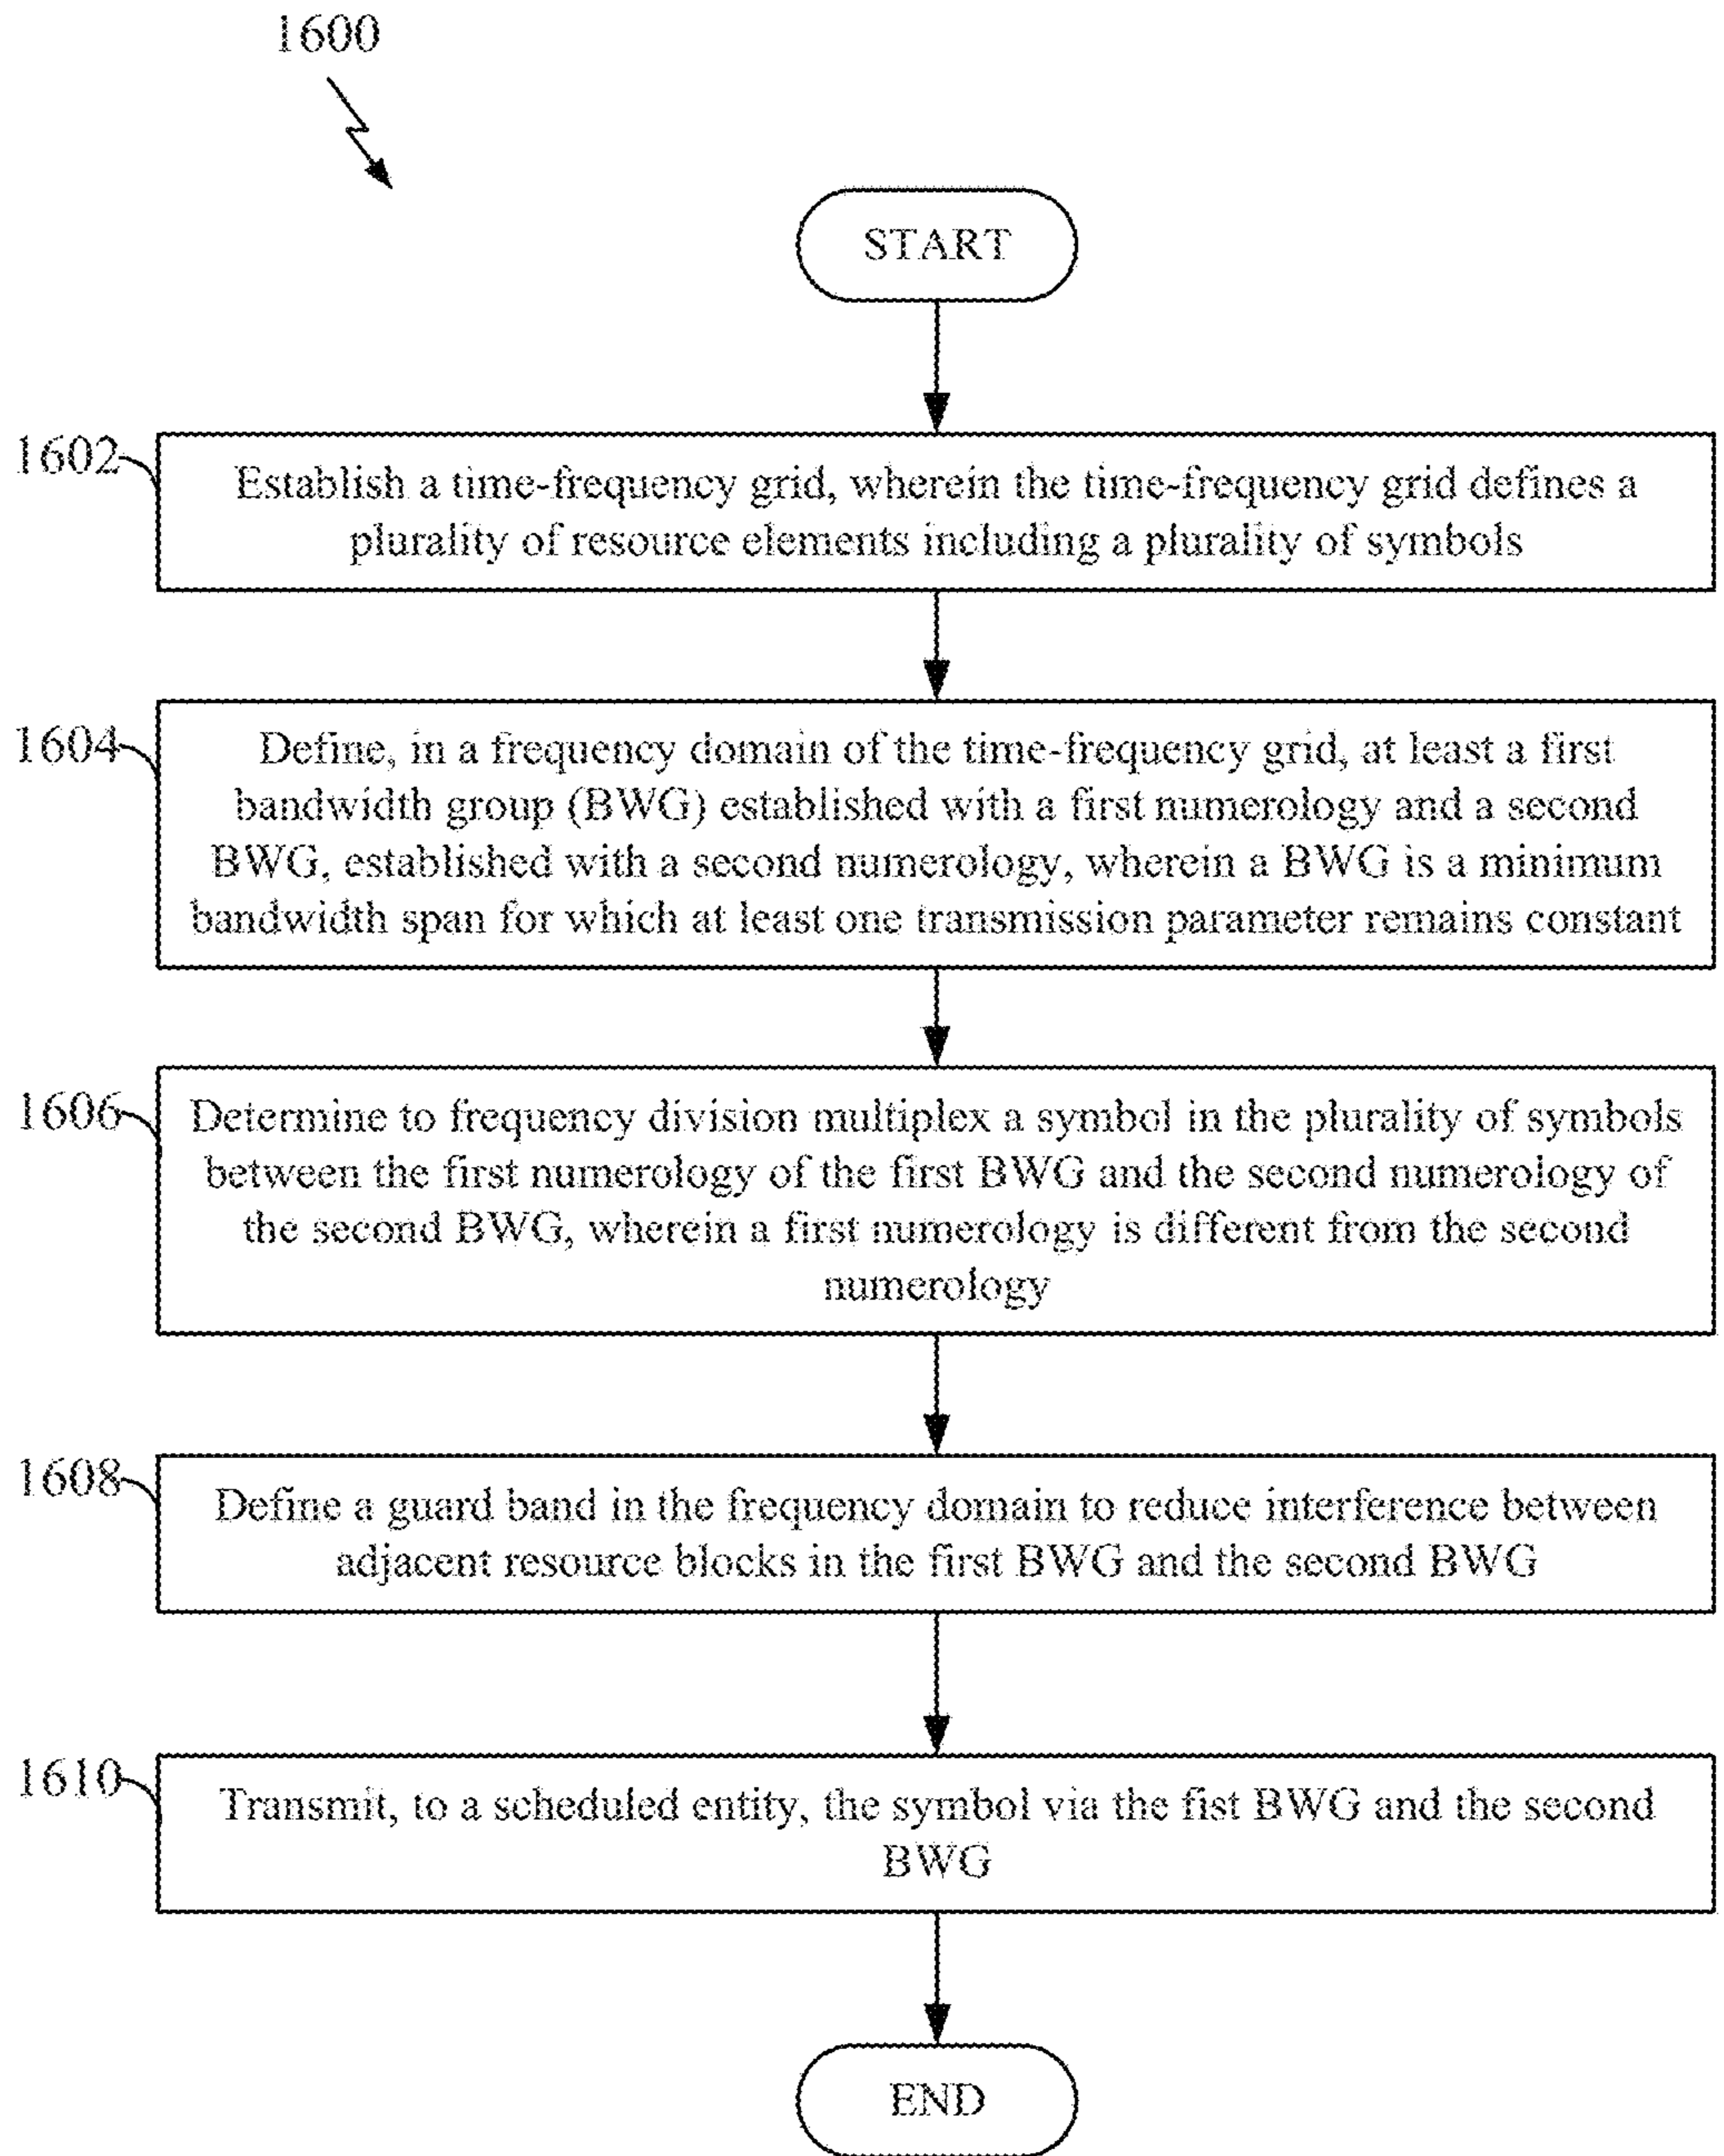 1600
START
1602
Establish a time-frequency grid, wherein the time-frequency grid defines a
plurality of resource elements including a plurality of symbols
1604
Define, in a frequency domain of the time-frequency grid, at least a first
bandwidth group (BWG) established with a first numerology and a second
BWG, established with a second numerology, wherein a BWG is a minimum
bandwidth span for which at least one transmission parameter remains constant
1606
Determine to frequency division multiplex a symbol in the plurality of symbols
between the first numerology of the first BWG and the second numerology of
the second BWG, wherein a first numerology is different from the second
numerology
1608
Define a guard band in the frequency domain to reduce interference between
adjacent resource blocks in the first BWG and the second BWG
1610
Transmit, to a scheduled entity, the symbol via the fist BWG and the second
BWG
END